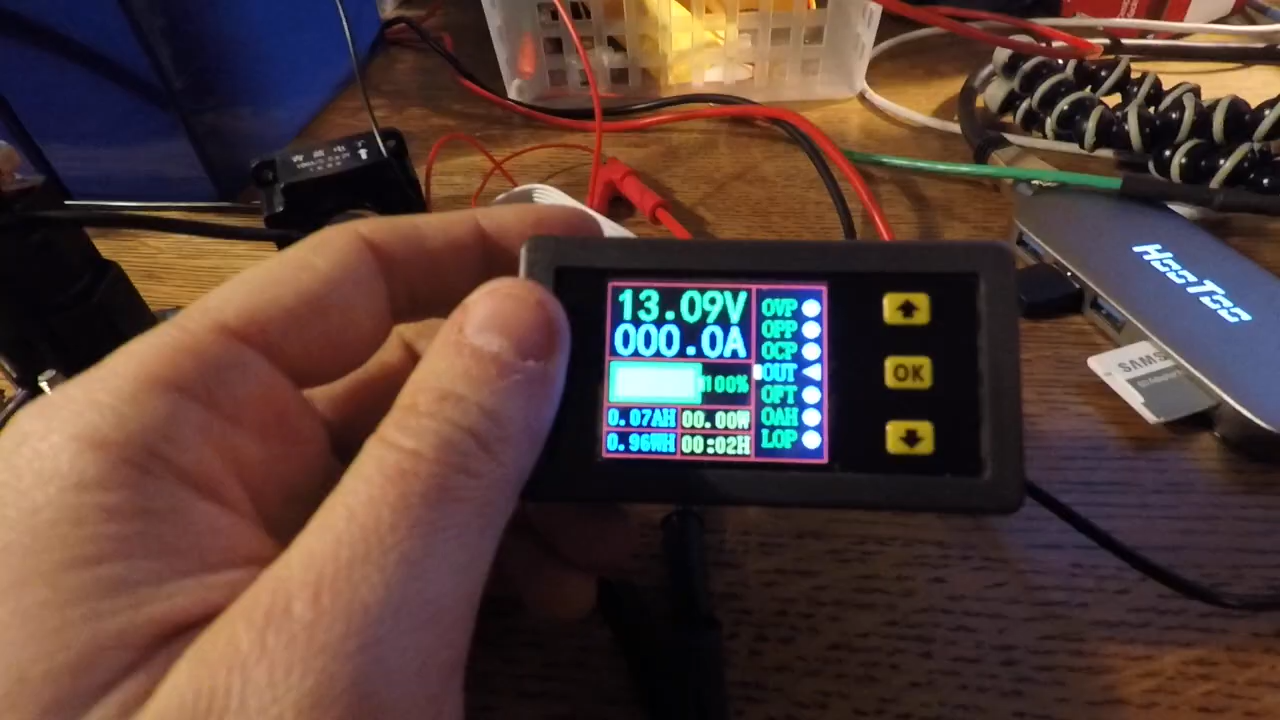 13.09V
000.0A
100%
0.07AH
00.00W
0.96WH
00:02H
OVP
OPP
OCP
OUT
OPT
OAH
LOP
OK
HooToo
SAMS